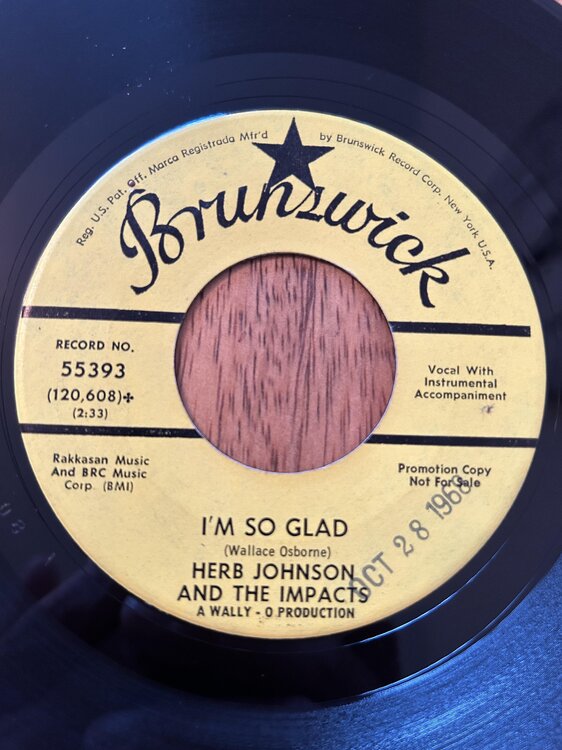 Reg. U.S. Pat. Off. Marca Registrada Mfr'd by Brunswick Record Corp. New York U.S.A.
Brunswick
RECORD NO.
55393
(120,608)✤
(2:33)
Vocal With
Instrumental
Accompaniment
Rakkasan Music
And BRC Music
Corp. (BMI)
Promotion Copy
Not For Sale
OCT 28 1968
I'M SO GLAD
(Wallace Osborne)
HERB JOHNSON
AND THE IMPACTS
A WALLY - O PRODUCTION